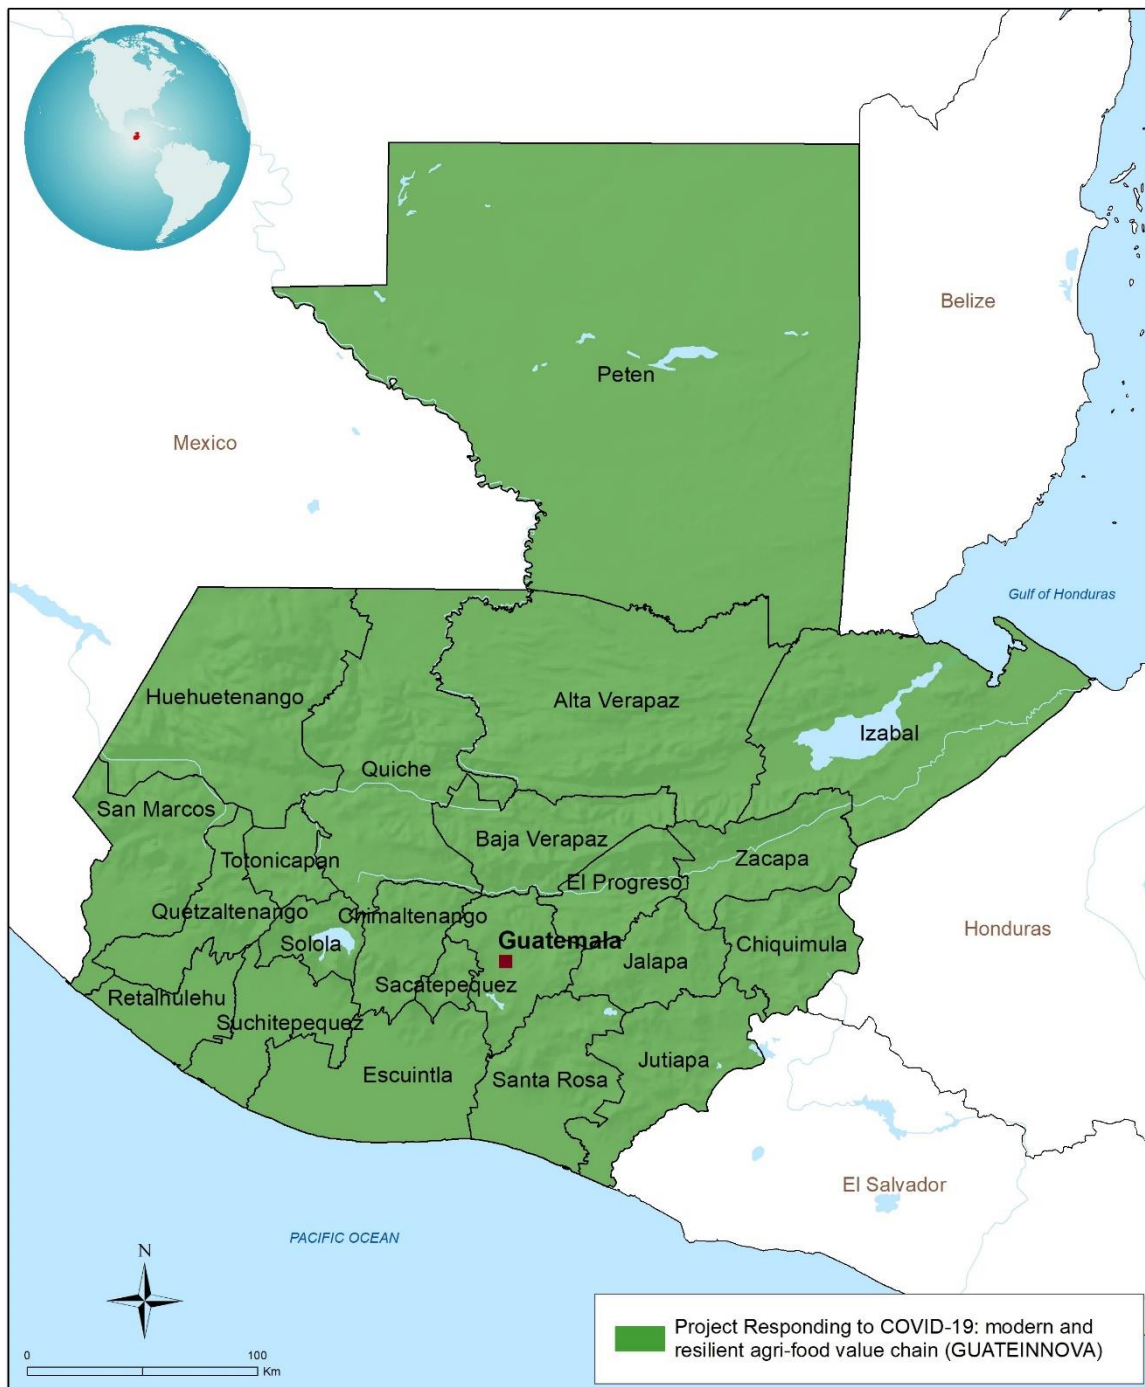 Belize
Peten
Mexico
Gulf of Honduras
Huehuetenango
Alta Verapaz
Izabal
Quiche
San Marcos
Baja Verapaz
Totonicapan
Zacapa
El Progreso
Quetzaltenango
Chimaltenango
Solola
Guatemala
Chiquimula
Honduras
Jalapa
Sacatepequez
Retalhulehu
Suchitepequez
Escuintla
Santa Rosa
Jutiapa
El Salvador
PACIFIC OCEAN
N
0
100
Km
Project Responding to COVID-19: modern and
resilient agri-food value chain (GUATEINNOVA)